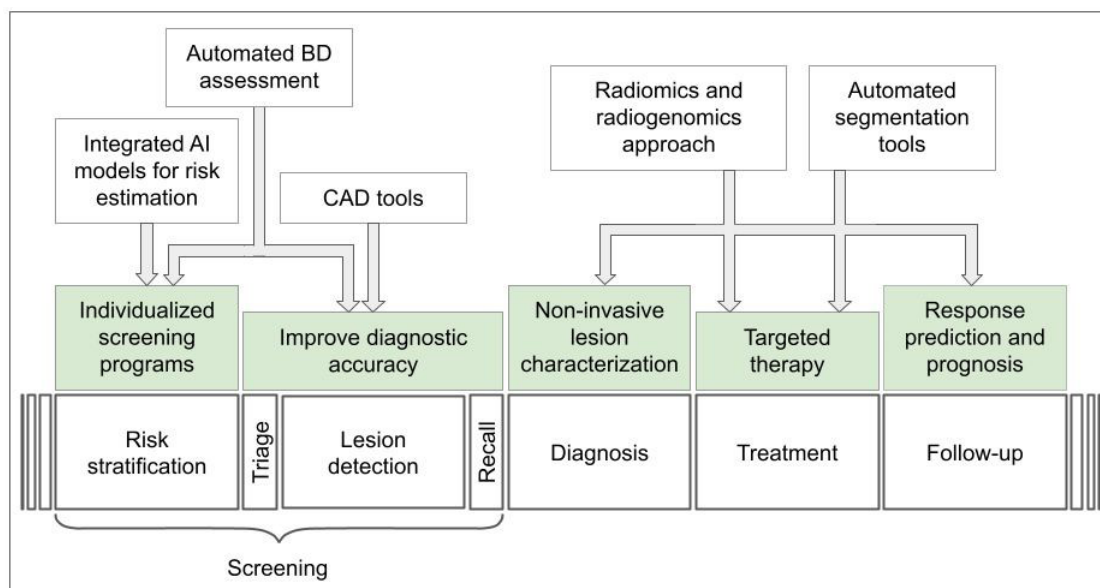 Automated BD
assessment
Integrated AI
models for risk
estimation
CAD tools
Radiomics and
radiogenomics
approach
Automated
segmentation
tools
Individualized
screening
programs
Improve diagnostic
accuracy
Non-invasive
lesion
characterization
Targeted
therapy
Response
prediction and
prognosis
Risk
stratification
Triage
Lesion
detection
Recall
Diagnosis
Treatment
Follow-up
Screening